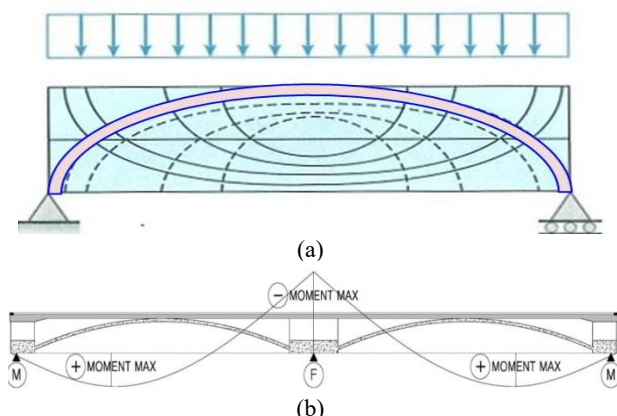 (a)
− MOMENT MAX
+ MOMENT MAX
+ MOMENT MAX
M
F
M
(b)